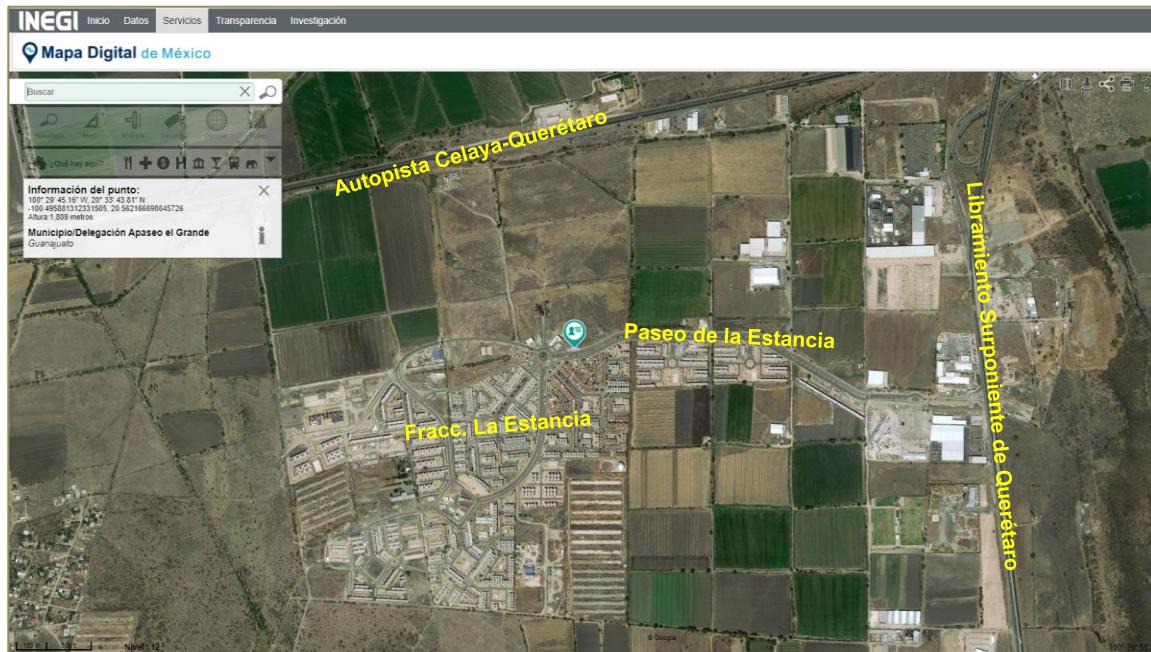 INEGI Inicio Datos Servicios Transparencia Investigación
Mapa Digital de México
Buscar
¿Qué hay aquí?
Información del punto:
100° 29' 45.16" W, 20° 33' 43.81" N
-100.495881312331505, 20.562166698645726
Altura:1,809 metros.
Municipio/Delegación Apaseo el Grande
Guanajuato
Autopista Celaya-Querétaro
Libramiento Surponiente de Querétaro
Paseo de la Estancia
Fracc. La Estancia
© Google
Nivel: 12